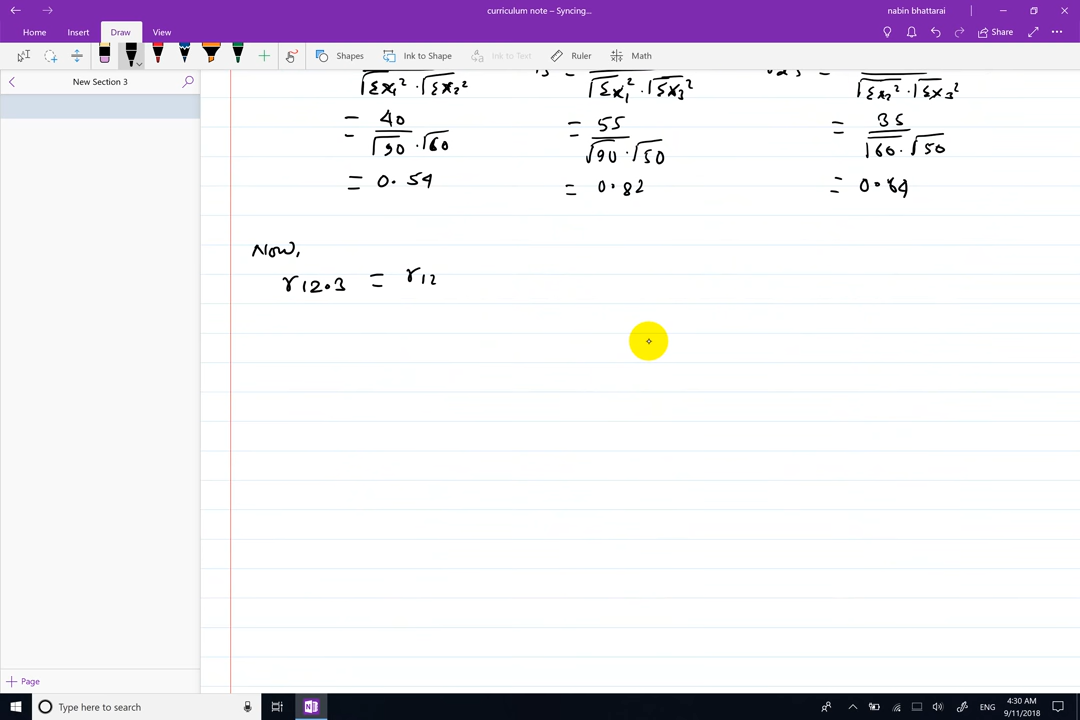 curriculum note – Syncing...
nabin bhattarai
Home Insert Draw View
Share
Shapes Ink to Shape Ink to Text Ruler Math
New Section 3
√Σx₁² · √Σx₂²
√Σx₁² · √Σx₃²
√Σx₂² · √Σx₃²
= 40 / √90 · √60
= 55 / √90 · √50
= 35 / √60 · √50
= 0.54
= 0.82
= 0.64
Now,
r12.3 = r12
+ Page
Type here to search
ENG
4:30 AM
9/11/2018